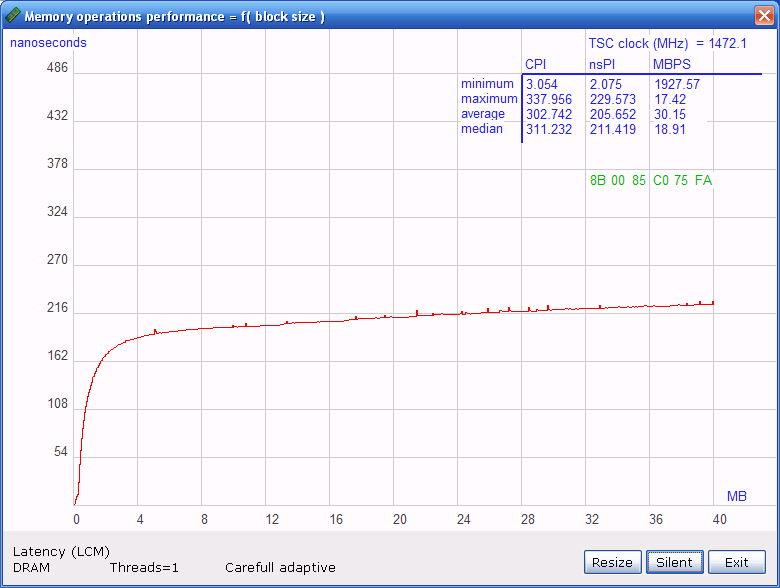 Memory operations performance = f( block size )
nanoseconds
TSC clock (MHz) = 1472.1
CPI nsPI MBPS
minimum 3.054 2.075 1927.57
maximum 337.956 229.573 17.42
average 302.742 205.652 30.15
median 311.232 211.419 18.91
8B 00 85 C0 75 FA
486
432
378
324
270
216
162
108
54
MB
0 4 8 12 16 20 24 28 32 36 40
Latency (LCM)
DRAM Threads=1 Carefull adaptive
Resize Silent Exit